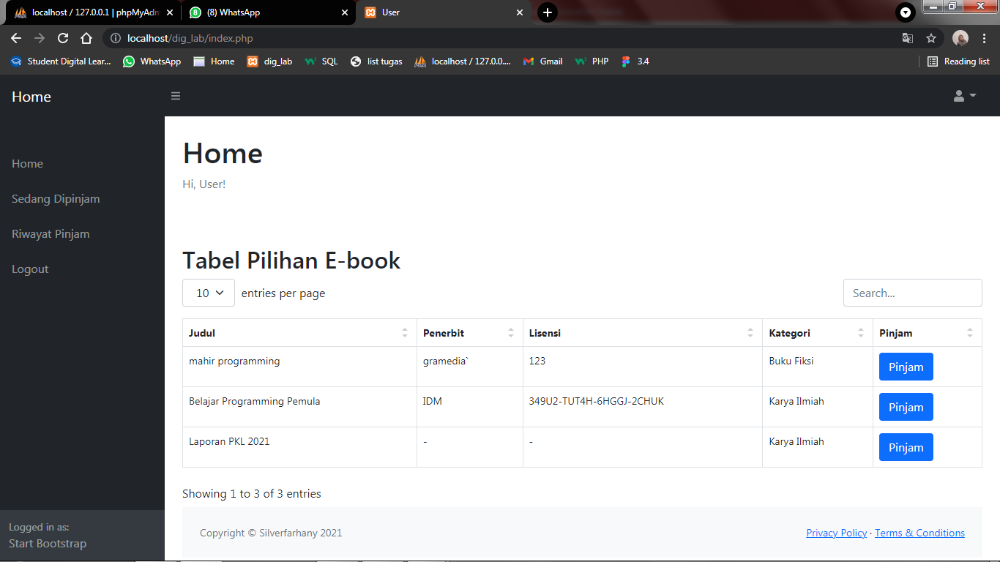 localhost / 127.0.0.1 | phpMyAdm
(8) WhatsApp
User
localhost/dig_lab/index.php
Student Digital Lear...
WhatsApp
Home
dig_lab
SQL
list tugas
localhost / 127.0.0....
Gmail
PHP
3.4
Reading list
Home
Home
Sedang Dipinjam
Riwayat Pinjam
Logout
Logged in as:
Start Bootstrap
Home
Hi, User!
Tabel Pilihan E-book
10 entries per page
Search...
Judul Penerbit Lisensi Kategori Pinjam
mahir programming gramedia` 123 Buku Fiksi Pinjam
Belajar Programming Pemula IDM 349U2-TUT4H-6HGGJ-2CHUK Karya Ilmiah Pinjam
Laporan PKL 2021 - - Karya Ilmiah Pinjam
Showing 1 to 3 of 3 entries
Copyright © Silverfarhany 2021 Privacy Policy · Terms & Conditions